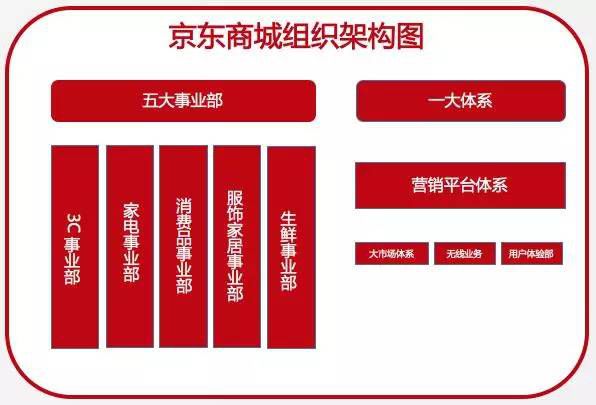 京东商城组织架构图
五大事业部
一大体系
3C 事业部
家电事业部
消费品事业部
服饰家居事业部
生鲜事业部
营销平台体系
大市场体系
无线业务
用户体验部